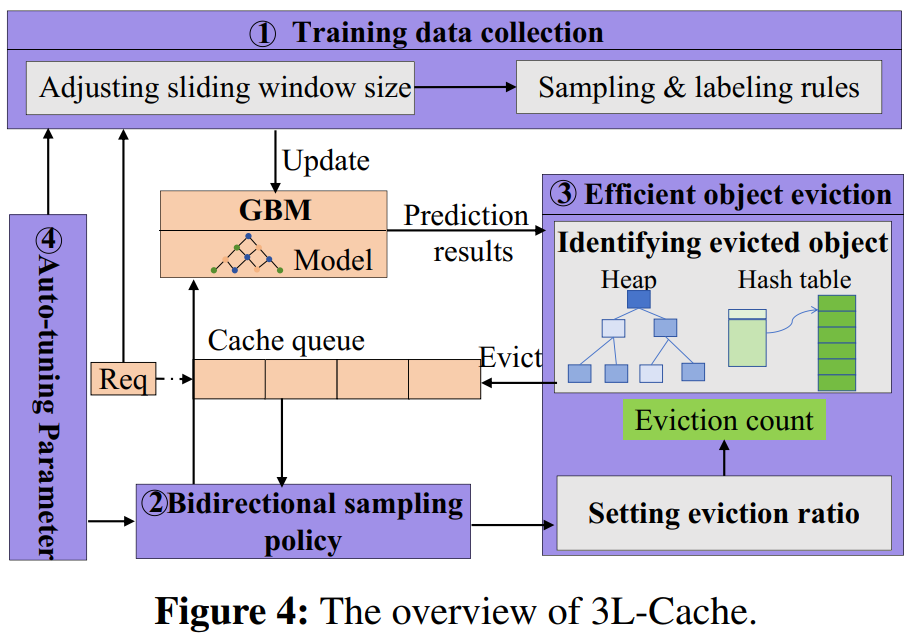 ① Training data collection
Adjusting sliding window size
Sampling & labeling rules
Update
GBM
Model
Prediction
results
③ Efficient object eviction
Identifying evicted object
Heap
Hash table
④Auto-tuning Parameter
Cache queue
Req
Evict
Eviction count
②Bidirectional sampling
policy
Setting eviction ratio
Figure 4: The overview of 3L-Cache.